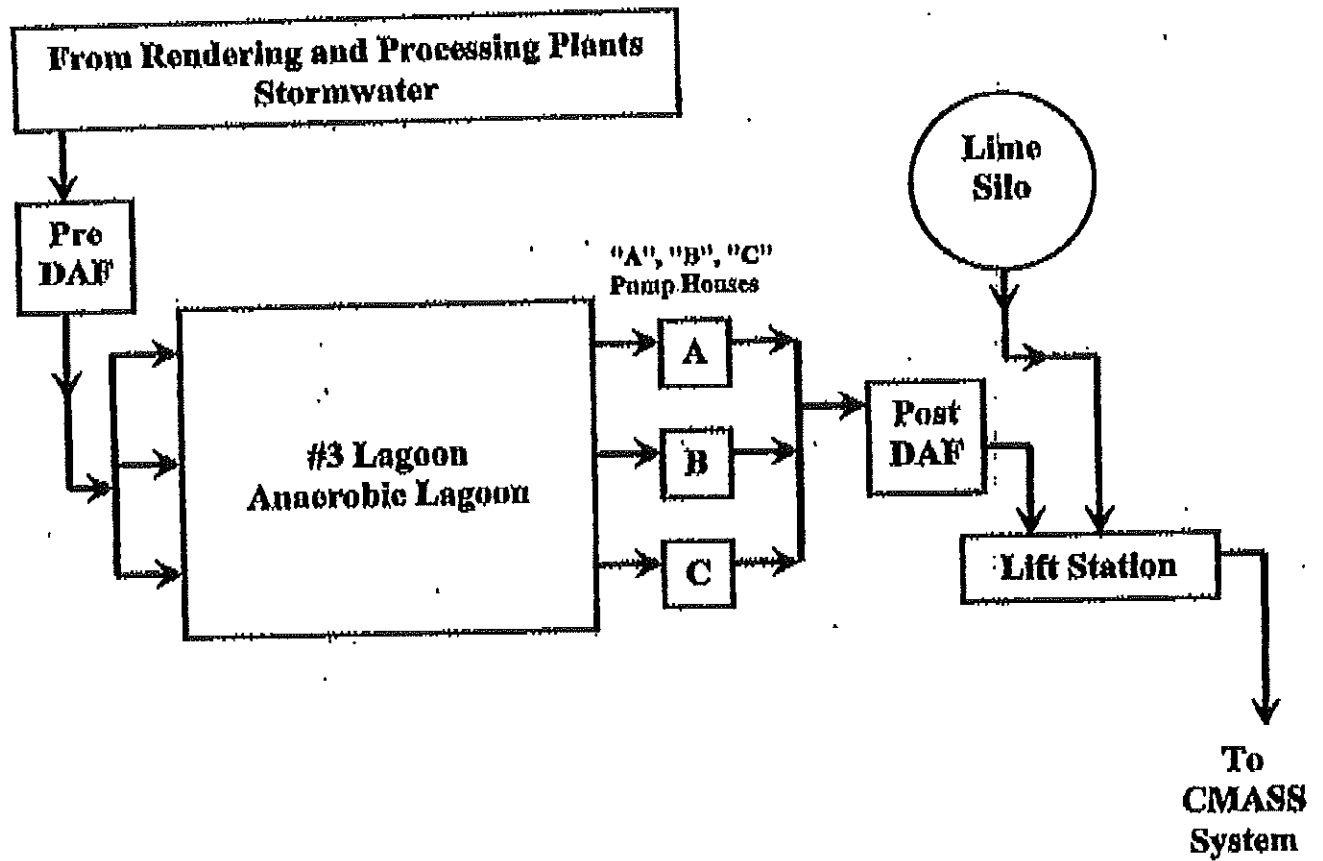 From Rendering and Processing Plants
Stormwater
Lime
Silo
Pre
DAF
"A", "B", "C"
Pump Houses
A
#3 Lagoon
Anaerobic Lagoon
B
Post
DAF
C
Lift Station
To
CMASS
System